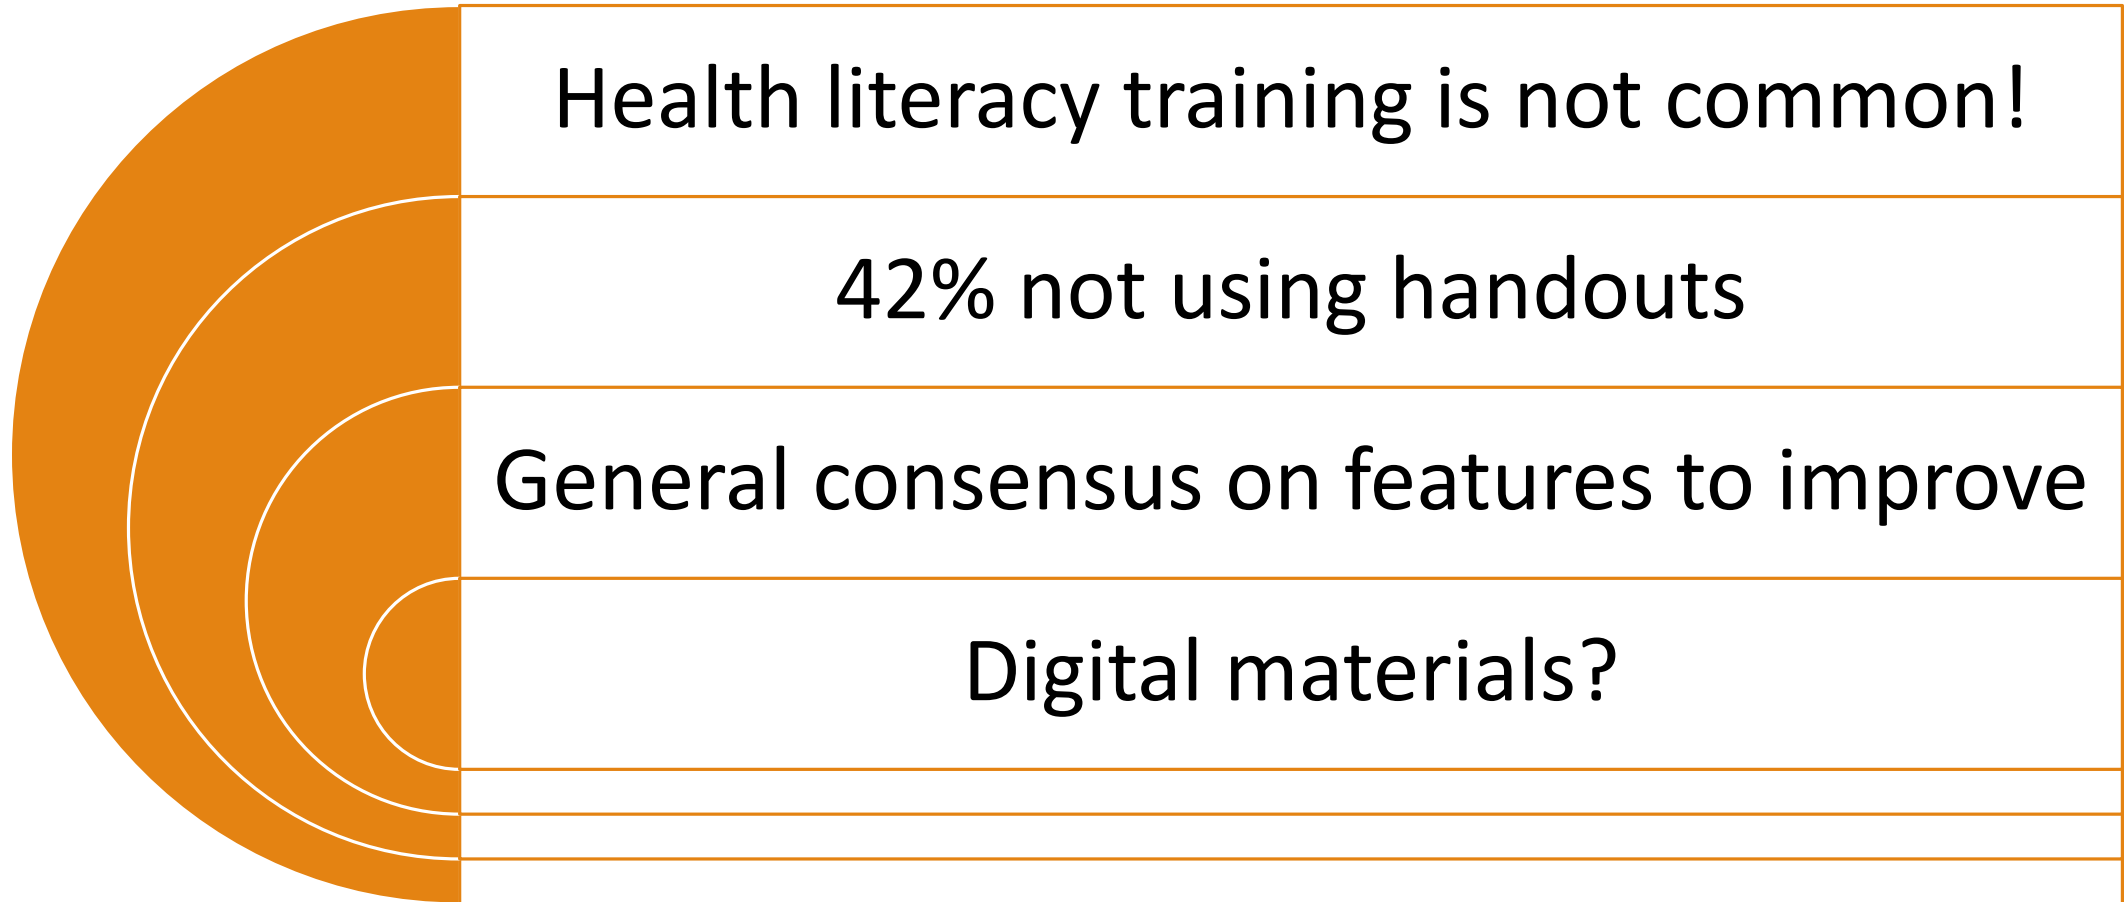 Health literacy training is not common!
42% not using handouts
General consensus on features to improve
Digital materials?